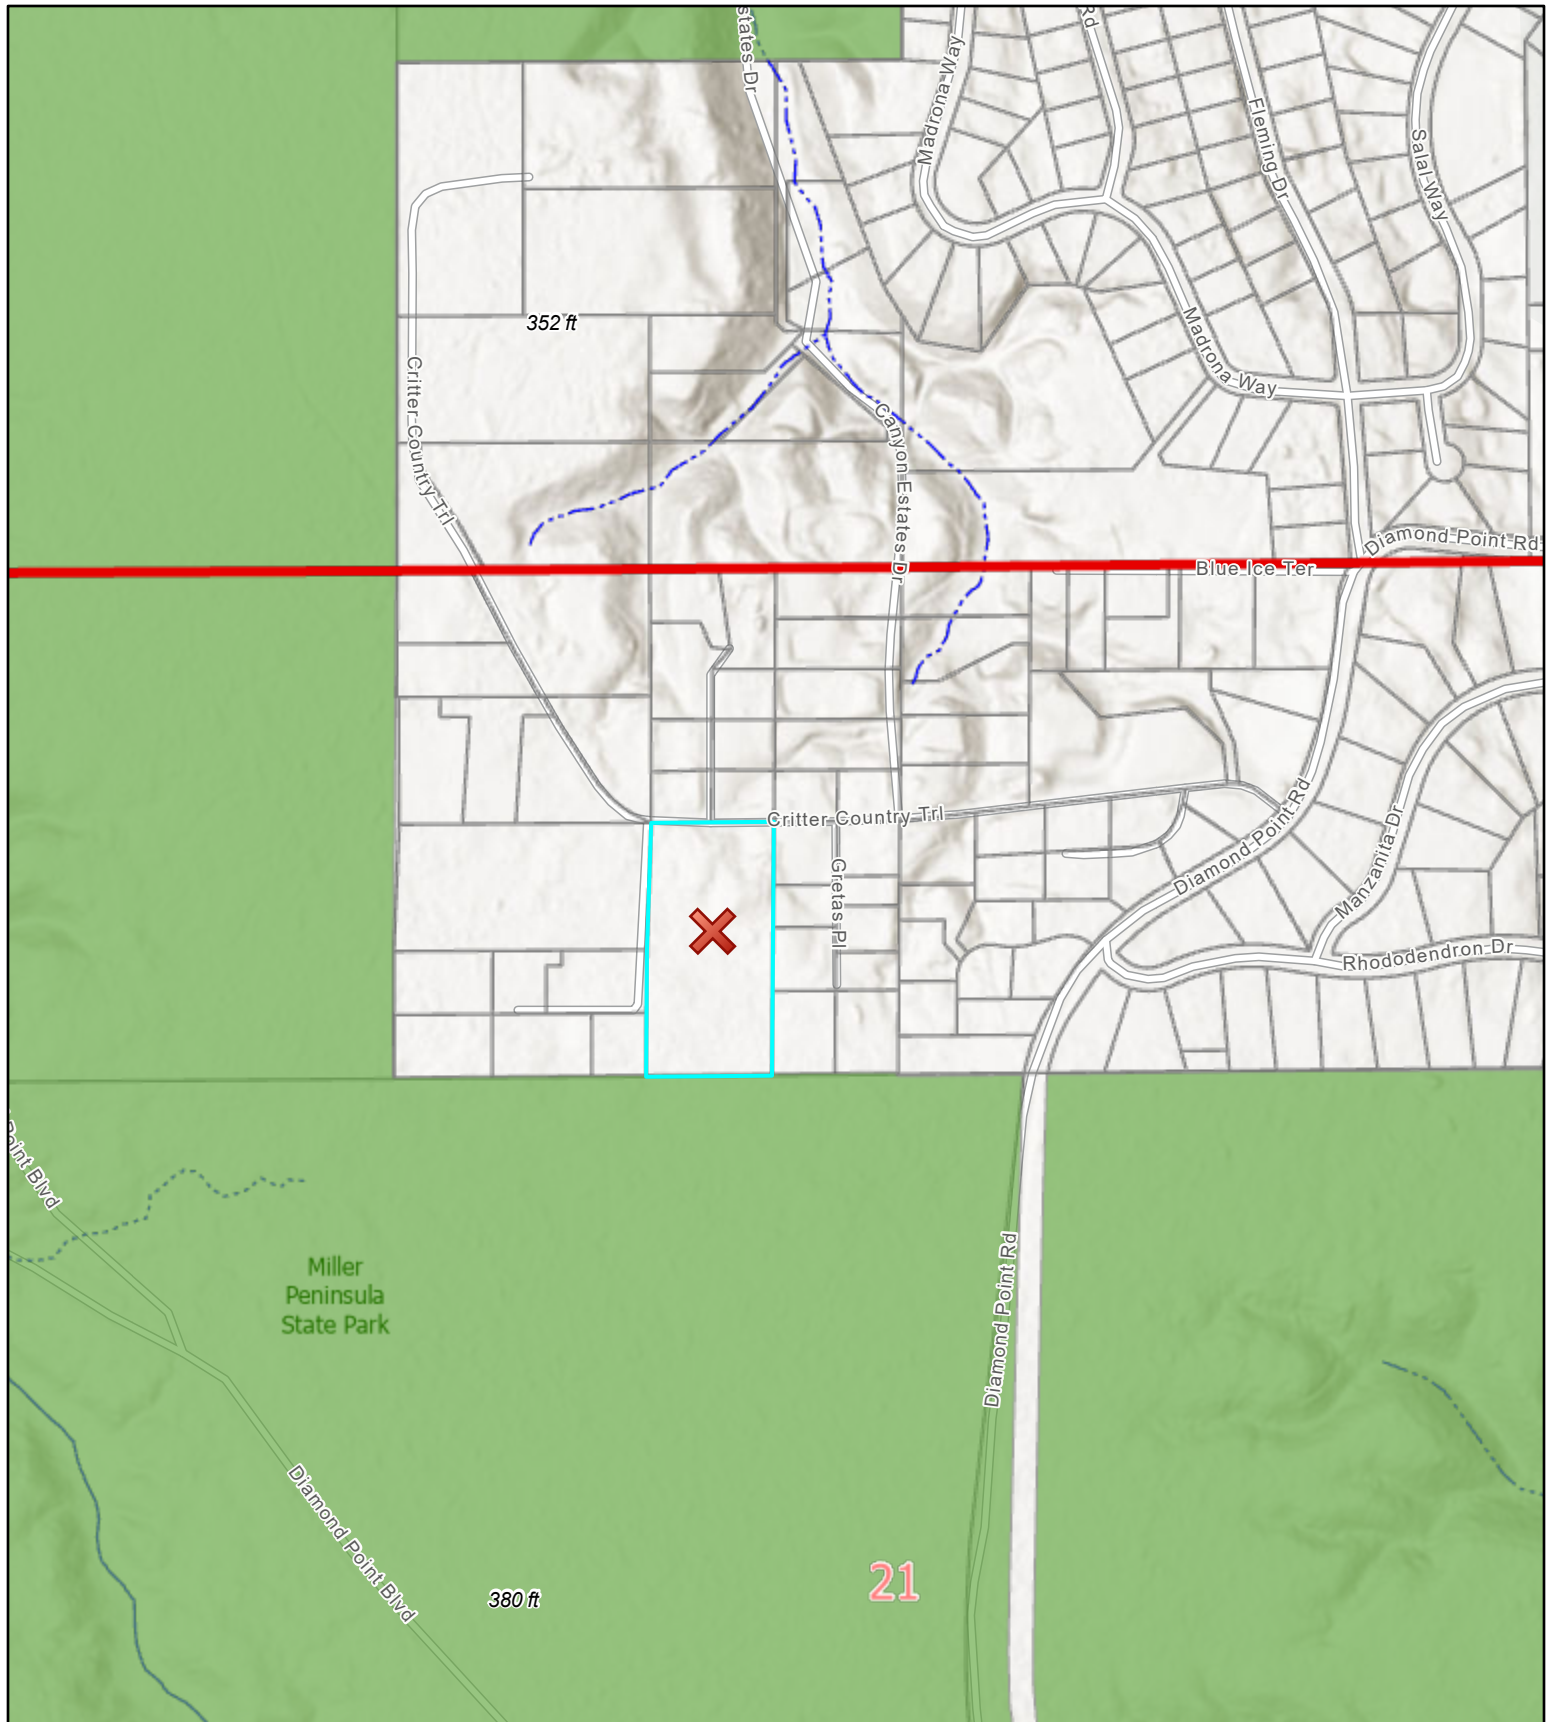 states Dr
Madrona Way
Rd
Fleming Dr
Salal Way
352 ft
Critter Country Trl
Madrona Way
Canyon Estates Dr
Diamond Point Rd
Blue Ice Ter
Critter Country Trl
Gretas Pl
Diamond Point Rd
Manzanita Dr
Rhododendron Dr
Point Blvd
Miller
Peninsula
State Park
Diamond Point Rd
Diamond Point Blvd
380 ft
21